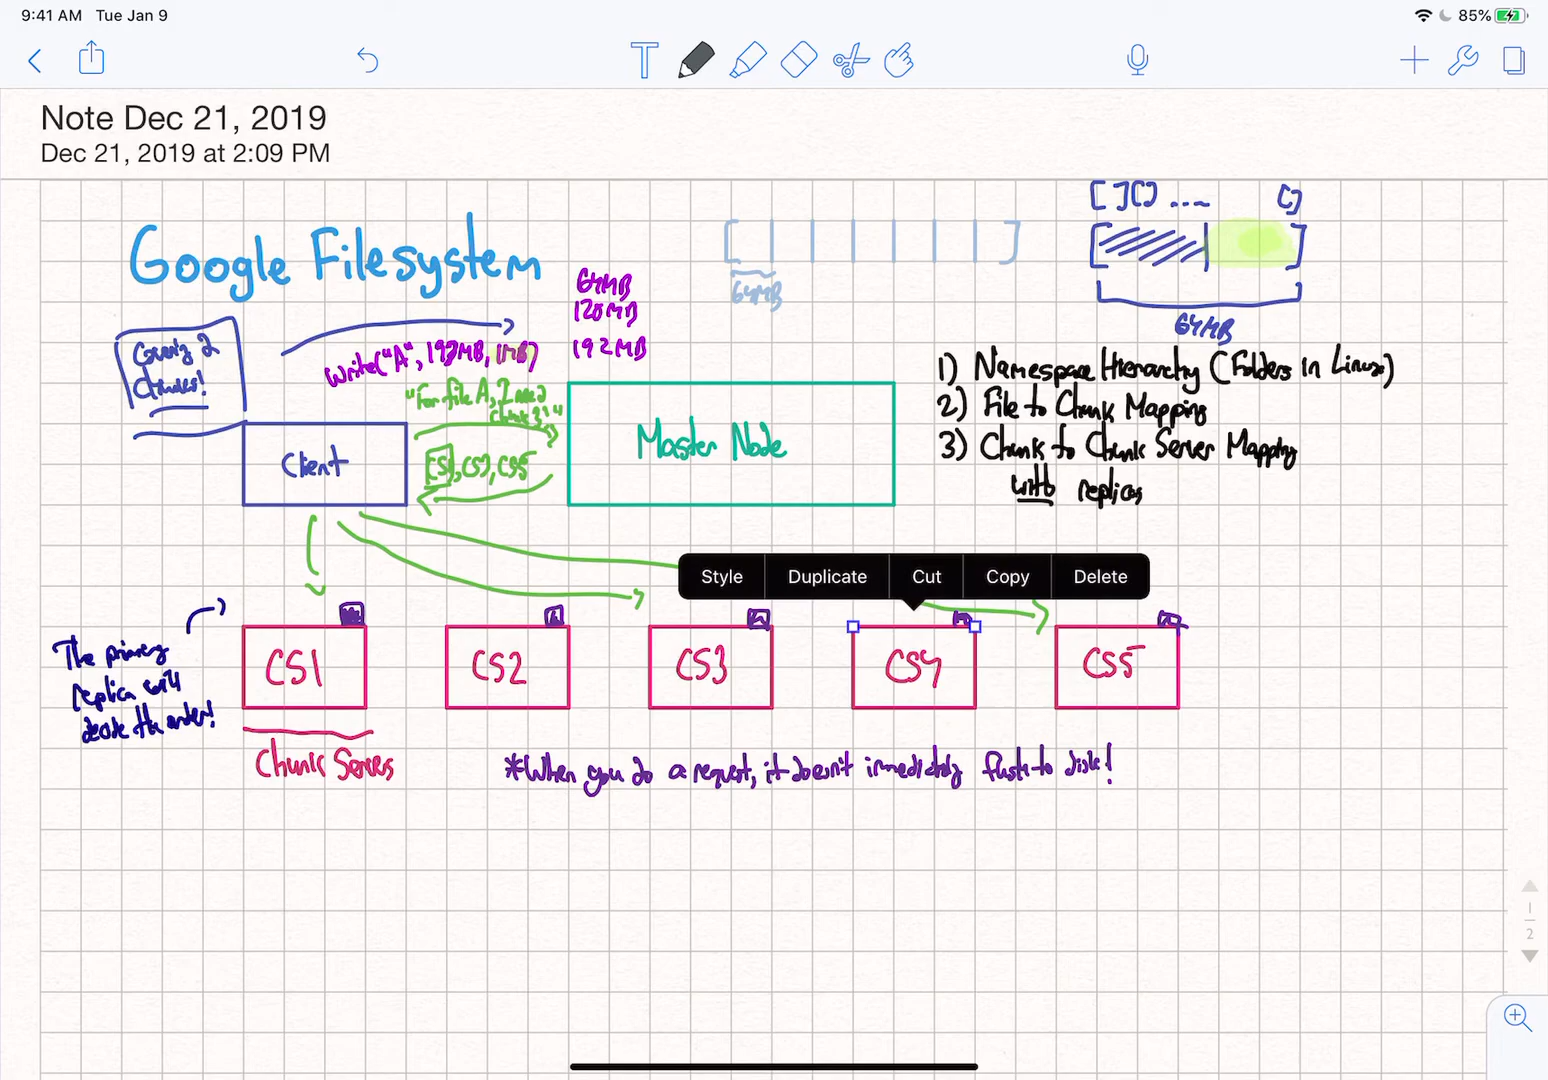 9:41 AM Tue Jan 9
85%
T
Note Dec 21, 2019
Dec 21, 2019 at 2:09 PM
Google Filesystem
[ ][] .... []
64MB
64MB
64MB
128MB
192MB
Write("A", 192MB, 1MB)
2
Chunks!
"For file A, I need
chunk 3!"
Client
CS1, CS3, CS5
Master Node
1) Namespace Hierarchy (Folders in Linux)
2) File to Chunk Mapping
3) Chunk to Chunk Server Mapping
with replicas
Style Duplicate Cut Copy Delete
The primary
replica will
decide the order!
CS1 CS2 CS3 CS4 CS5
Chunk Servers
*When you do a request, it doesn't immediately flush to disk!
1
2